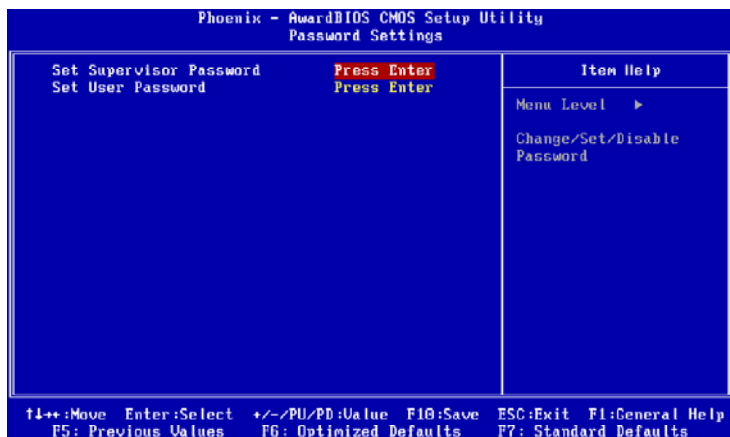 Phoenix - AwardBIOS CMOS Setup Utility
Password Settings
Set Supervisor Password Press Enter
Set User Password Press Enter
Item Help
Menu Level ▶
Change/Set/Disable
Password
↑↓→←:Move Enter:Select +/-/PU/PD:Value F10:Save ESC:Exit F1:General Help
F5: Previous Values F6: Optimized Defaults F7: Standard Defaults